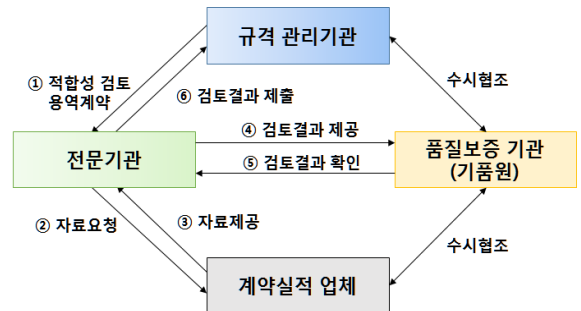 규격 관리기관
① 적합성 검토
용역계약
⑥ 검토결과 제출
수시협조
④ 검토결과 제공
전문기관
품질보증 기관
(기품원)
⑤ 검토결과 확인
② 자료요청
③ 자료제공
수시협조
계약실적 업체